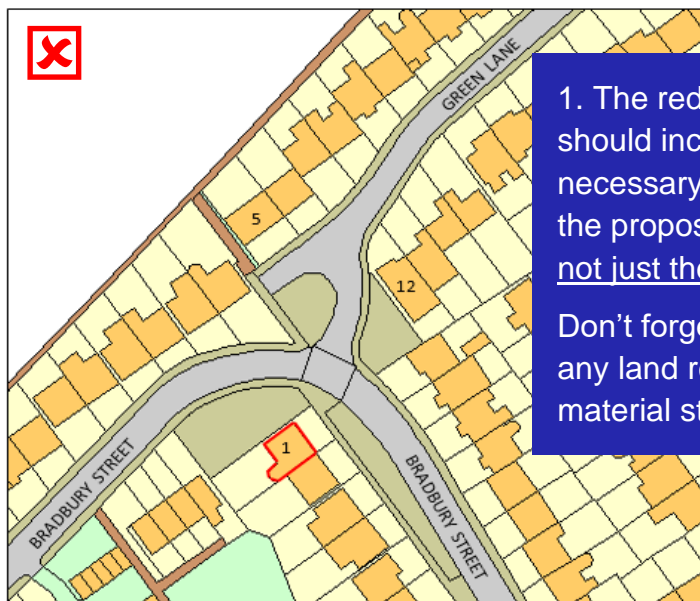 GREEN LANE
1. The red
should inc
necessary
the propos
not just the
Don't forge
any land re
material st
5
12
1
BRADBURY STREET
BRADBURY STREET